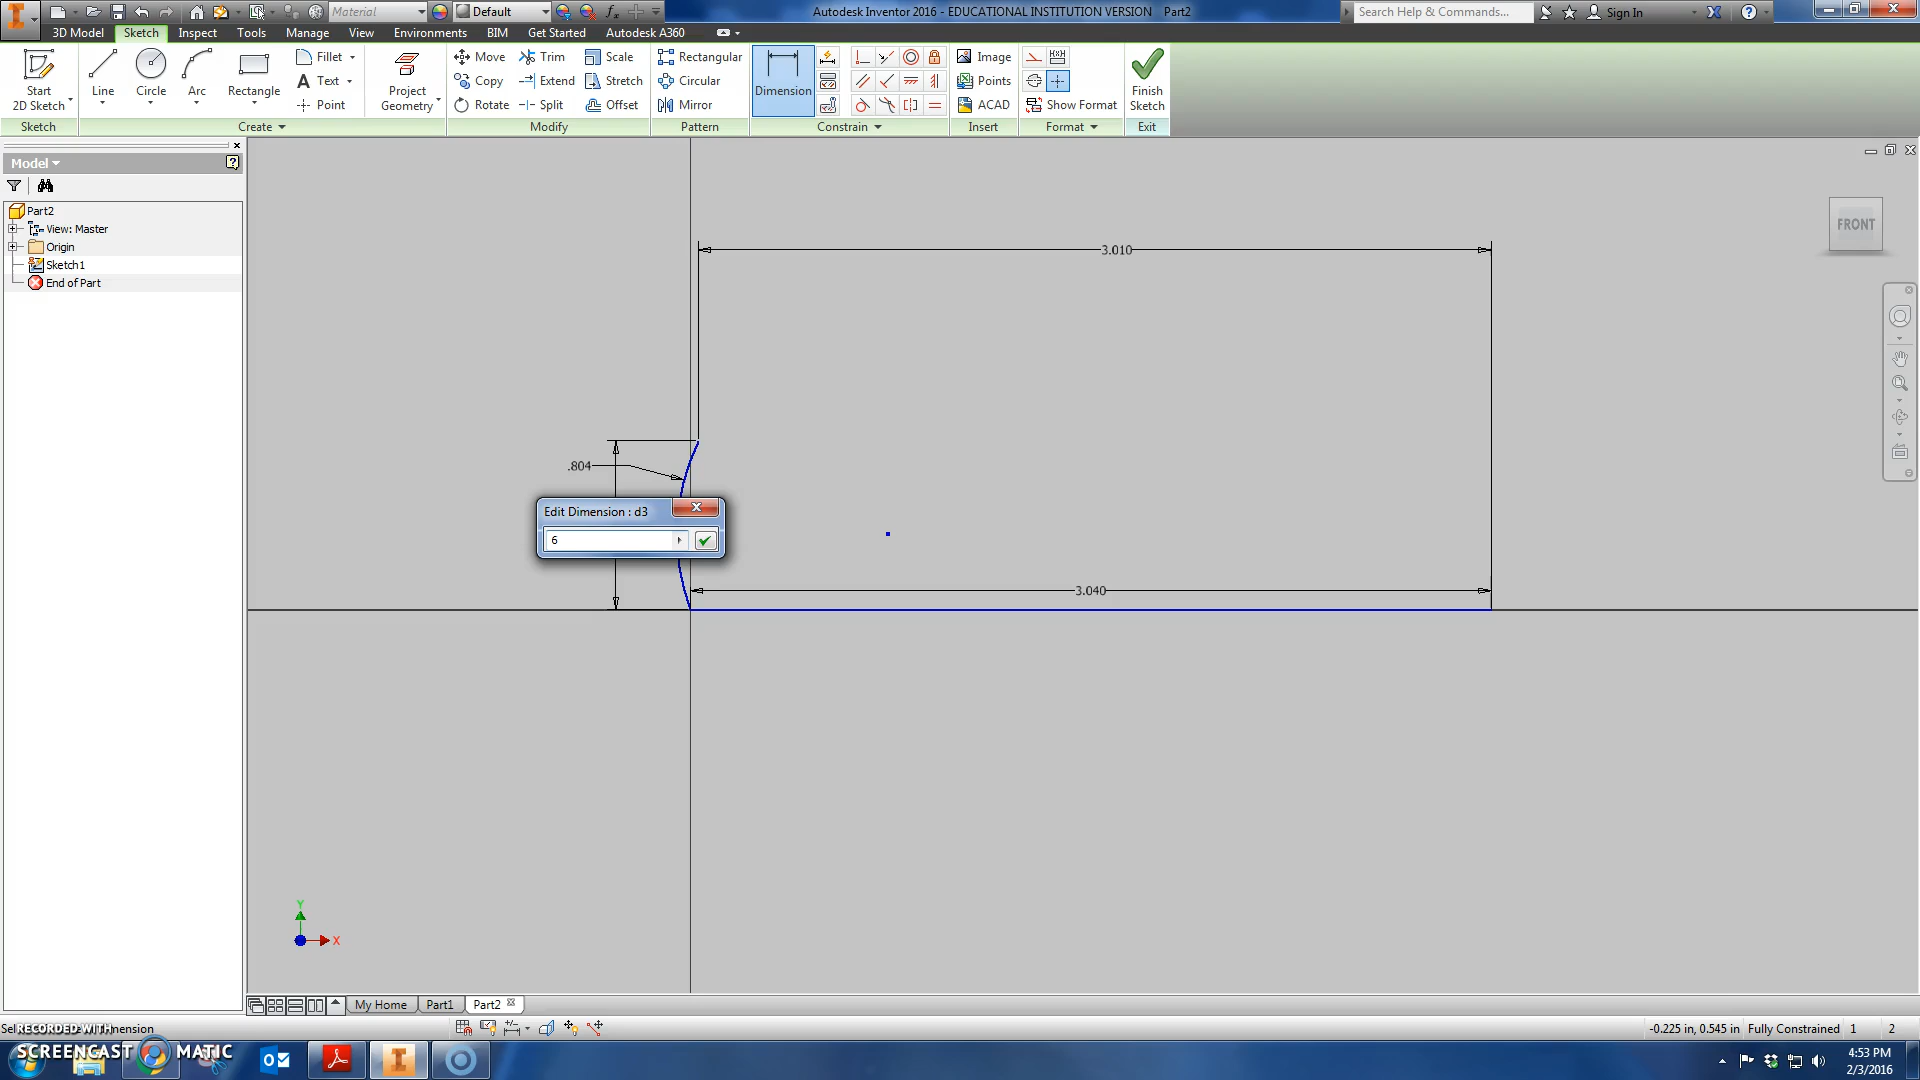 Material
Default
Autodesk Inventor 2016 - EDUCATIONAL INSTITUTION VERSION Part2
Search Help & Commands...
Sign In
3D Model
Sketch
Inspect
Tools
Manage
View
Environments
BIM
Get Started
Autodesk A360
Start
2D Sketch
Line
Circle
Arc
Rectangle
Fillet
Text
Point
Project
Geometry
Move
Copy
Rotate
Trim
Extend
Split
Scale
Stretch
Offset
Rectangular
Circular
Mirror
Dimension
Image
Points
ACAD
Show Format
Finish
Sketch
Sketch
Create
Modify
Pattern
Constrain
Insert
Format
Exit
Model
Part2
View: Master
Origin
Sketch1
End of Part
FRONT
3.010
.804
Edit Dimension : d3
6
3.040
Y
X
My Home
Part1
Part2
RECORDED WITH
SCREENCAST MATIC
-0.225 in, 0.545 in
Fully Constrained
1
2
4:53 PM
2/3/2016